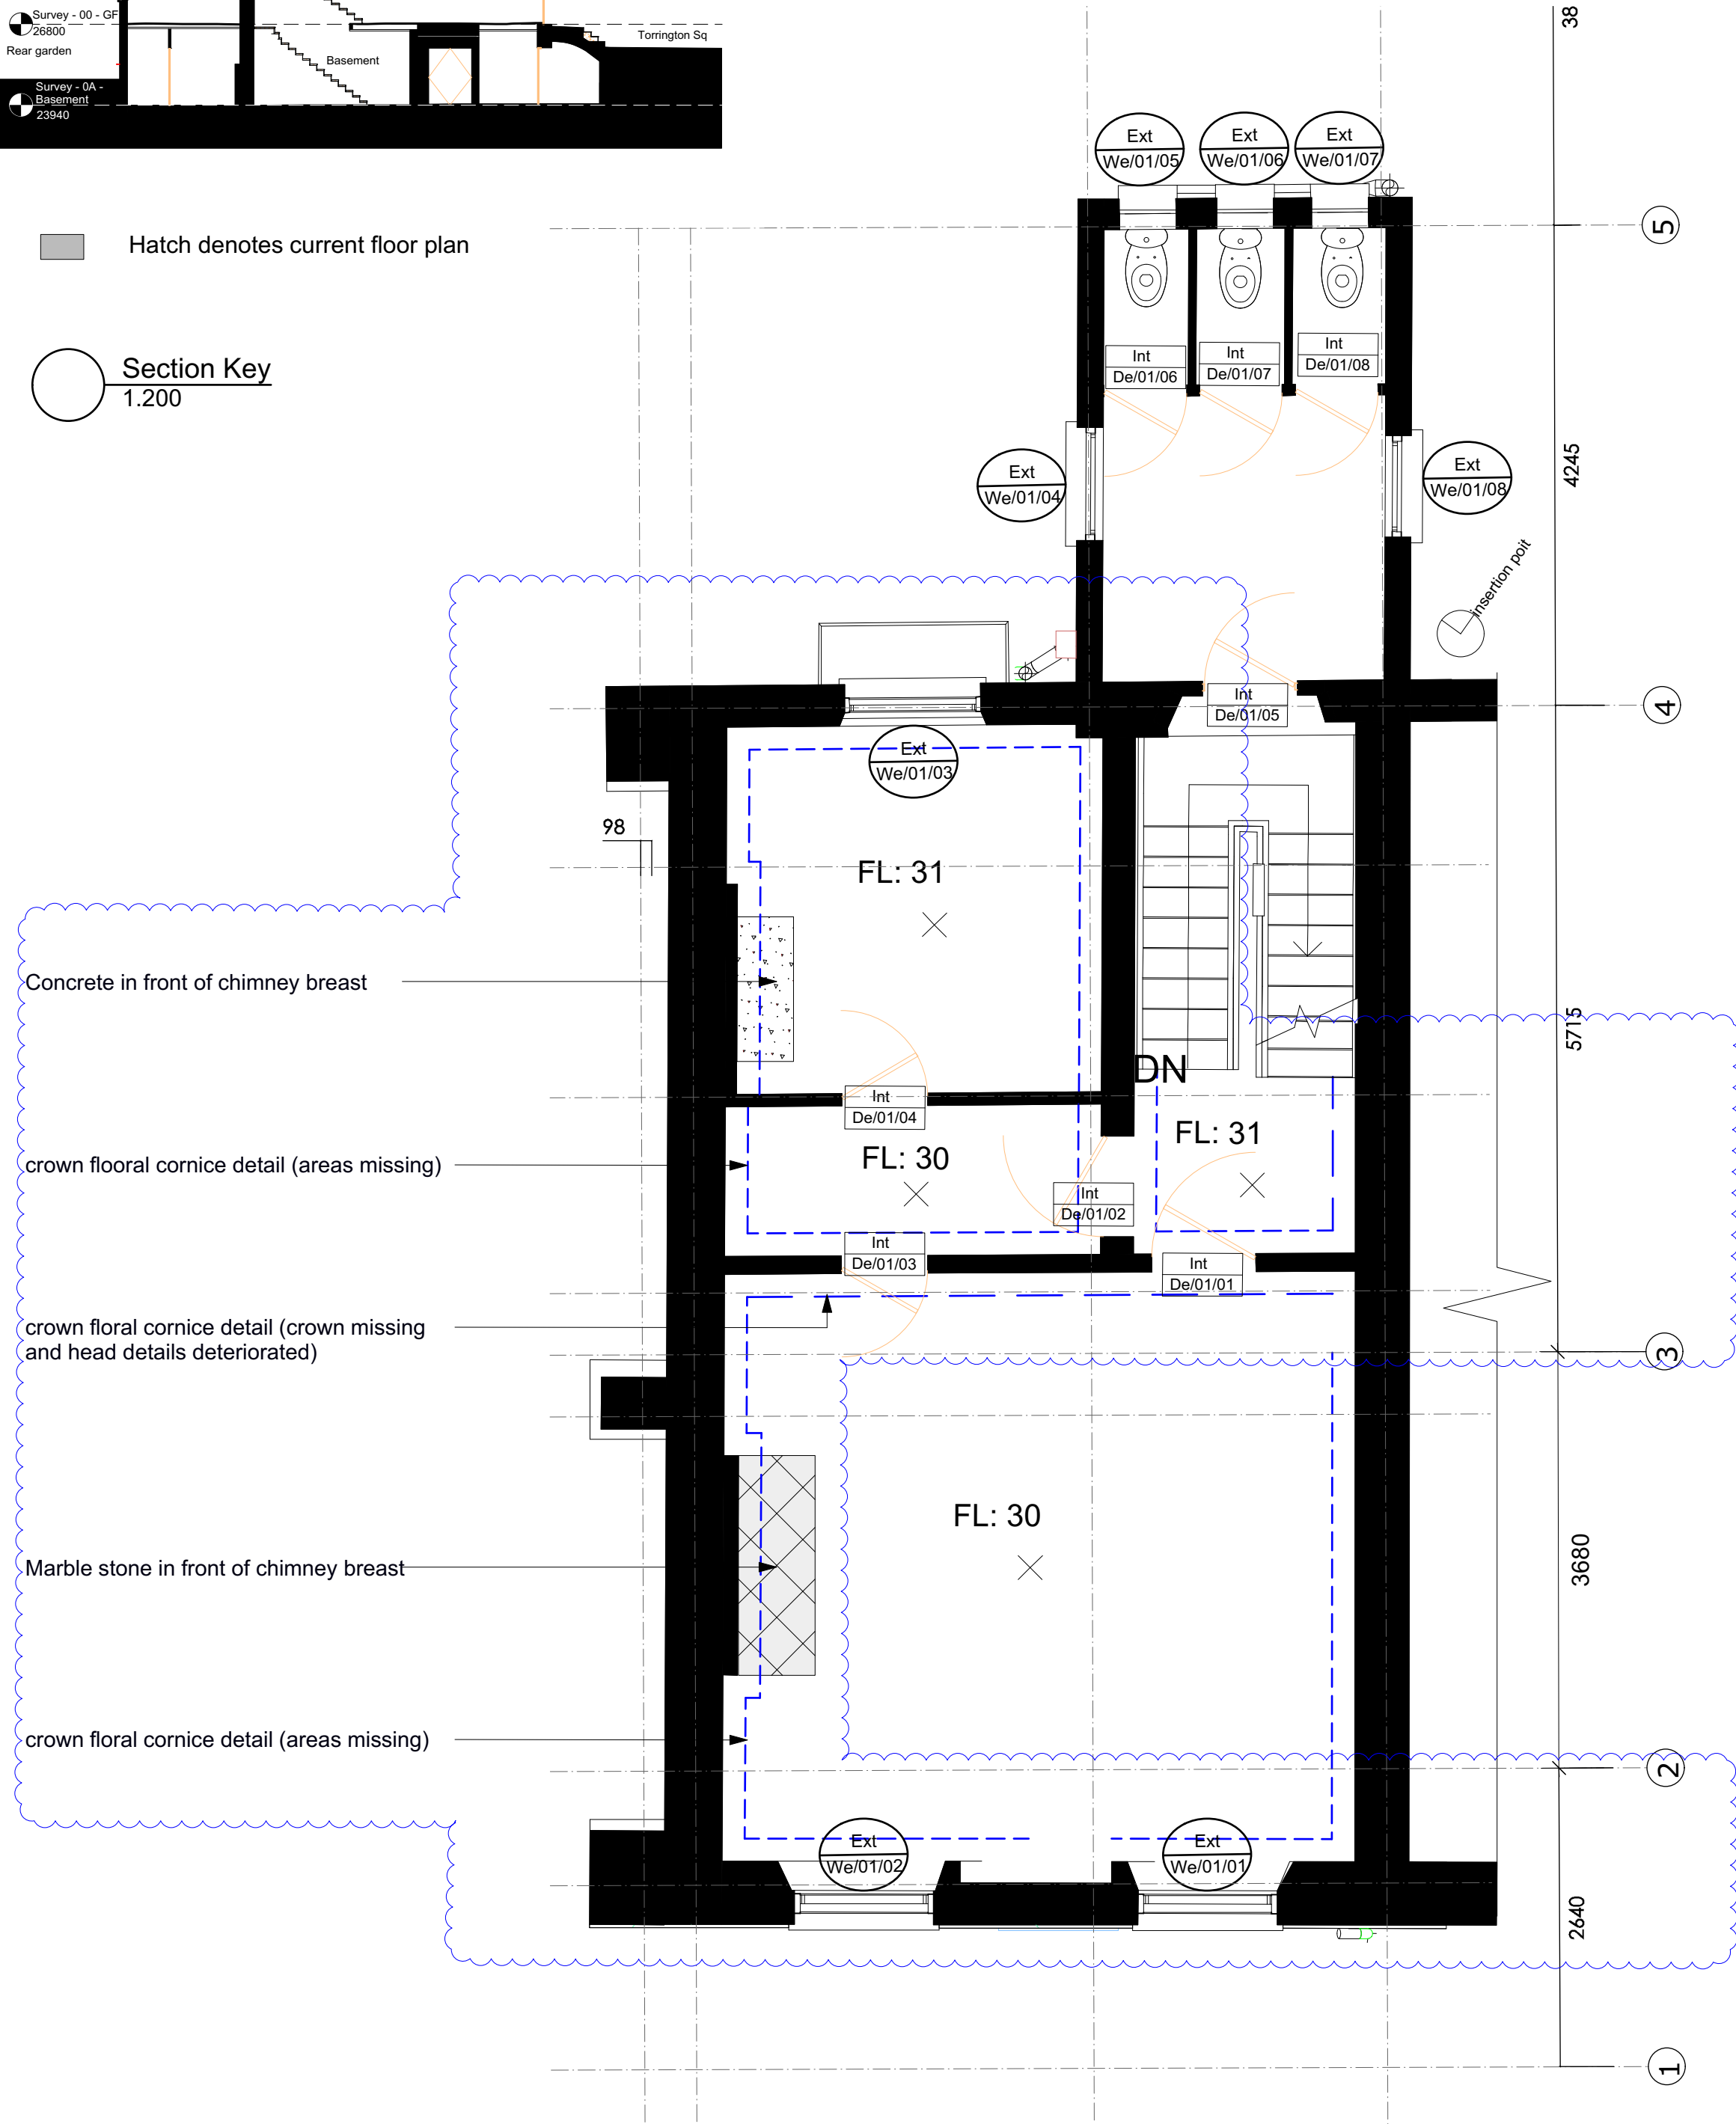 Survey - 00 - GF
26800
Rear garden
Basement
Torrington Sq
Survey - 0A -
Basement
23940
38
Hatch denotes current floor plan
Section Key
1.200
Ext
We/01/05
Ext
We/01/06
Ext
We/01/07
5
Int
De/01/06
Int
De/01/07
Int
De/01/08
Ext
We/01/04
Ext
We/01/08
4245
insertion poit
Int
De/01/05
4
Ext
We/01/03
98
FL: 31
Concrete in front of chimney breast
5715
DN
Int
De/01/04
FL: 31
crown flooral cornice detail (areas missing)
FL: 30
Int
De/01/02
Int
De/01/03
Int
De/01/01
crown floral cornice detail (crown missing
and head details deteriorated)
3
FL: 30
Marble stone in front of chimney breast
3680
crown floral cornice detail (areas missing)
2
Ext
We/01/02
Ext
We/01/01
2640
1